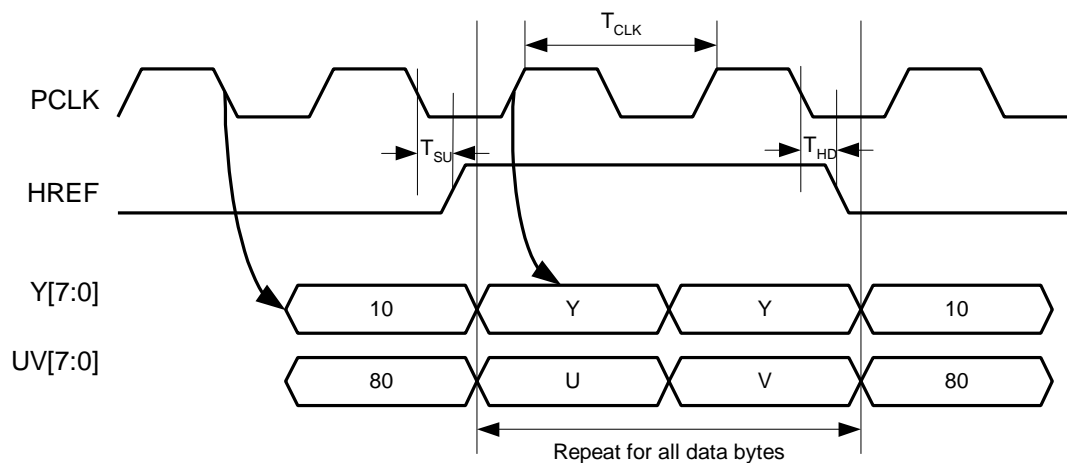 T_CLK
PCLK
T_SU
T_HD
HREF
Y[7:0] 10 Y Y 10
UV[7:0] 80 U V 80
Repeat for all data bytes